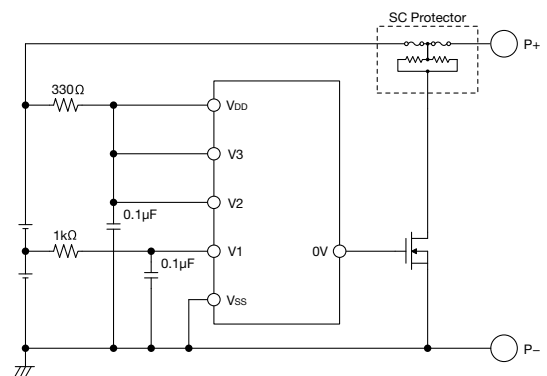 SC Protector
P+
330Ω
VDD
V3
V2
0.1µF
1kΩ
V1
0V
0.1µF
VSS
P−